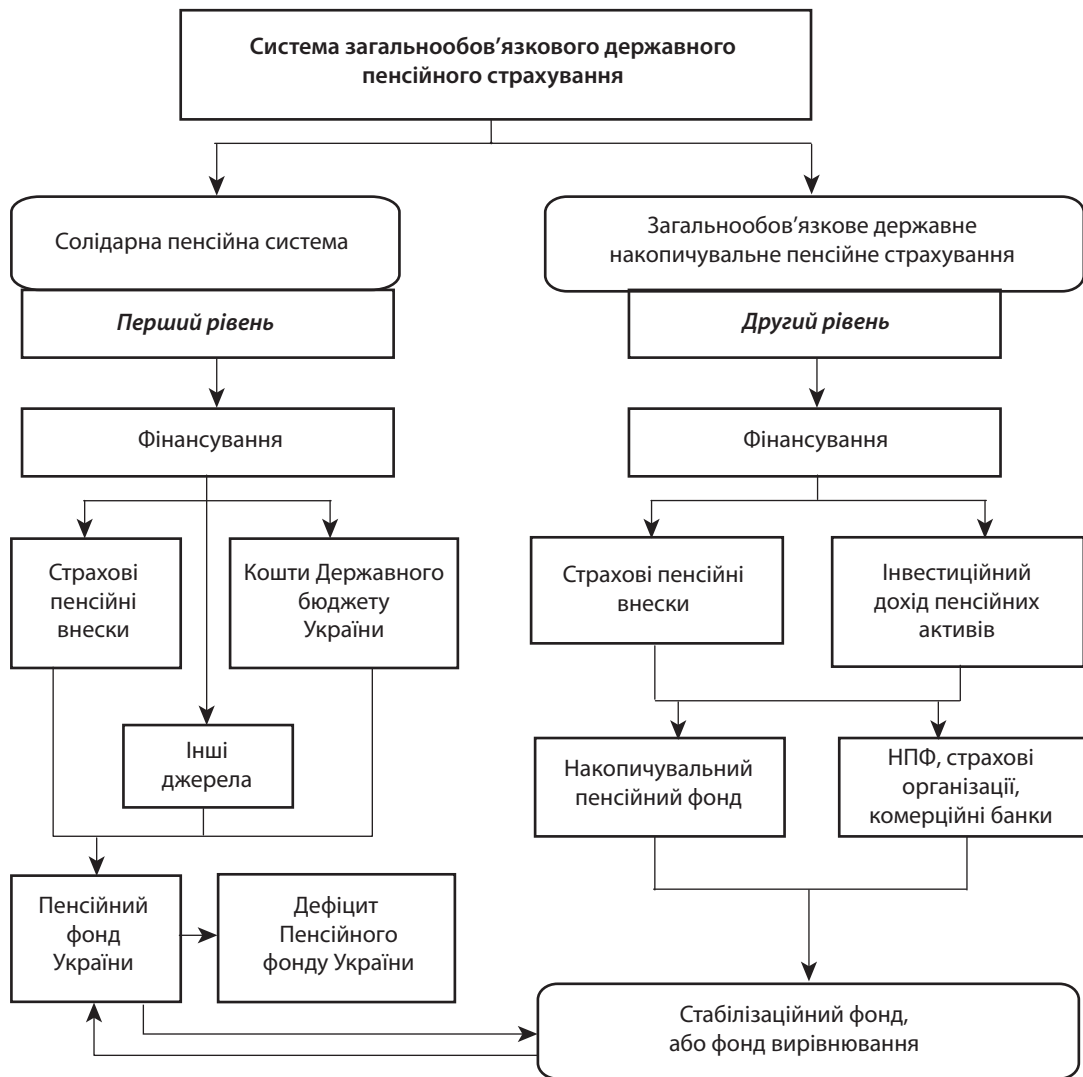 Система загальнообов’язкового державного
пенсійного страхування
Солідарна пенсійна система
Загальнообов’язкове державне
накопичувальне пенсійне страхування
Перший рівень
Другий рівень
Фінансування
Фінансування
Страхові
пенсійні
внески
Кошти Державного
бюджету
України
Страхові пенсійні
внески
Інвестиційний
дохід пенсійних
активів
Інші
джерела
Накопичувальний
пенсійний фонд
НПФ, страхові
організації,
комерційні банки
Пенсійний
фонд
України
Дефіцит
Пенсійного
фонду України
Стабілізаційний фонд,
або фонд вирівнювання